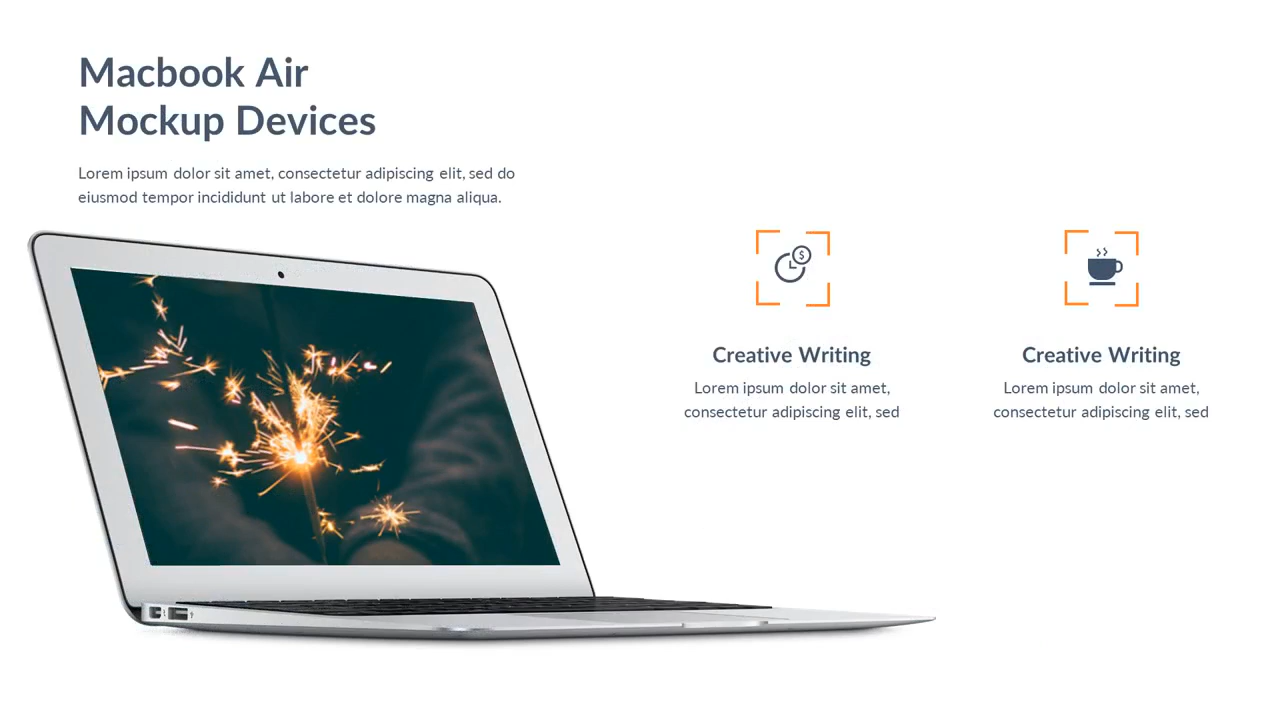 Macbook Air
Mockup Devices
Lorem ipsum dolor sit amet, consectetur adipiscing elit, sed do
eiusmod tempor incididunt ut labore et dolore magna aliqua.
$
Creative Writing
Lorem ipsum dolor sit amet,
consectetur adipiscing elit, sed
Creative Writing
Lorem ipsum dolor sit amet,
consectetur adipiscing elit, sed